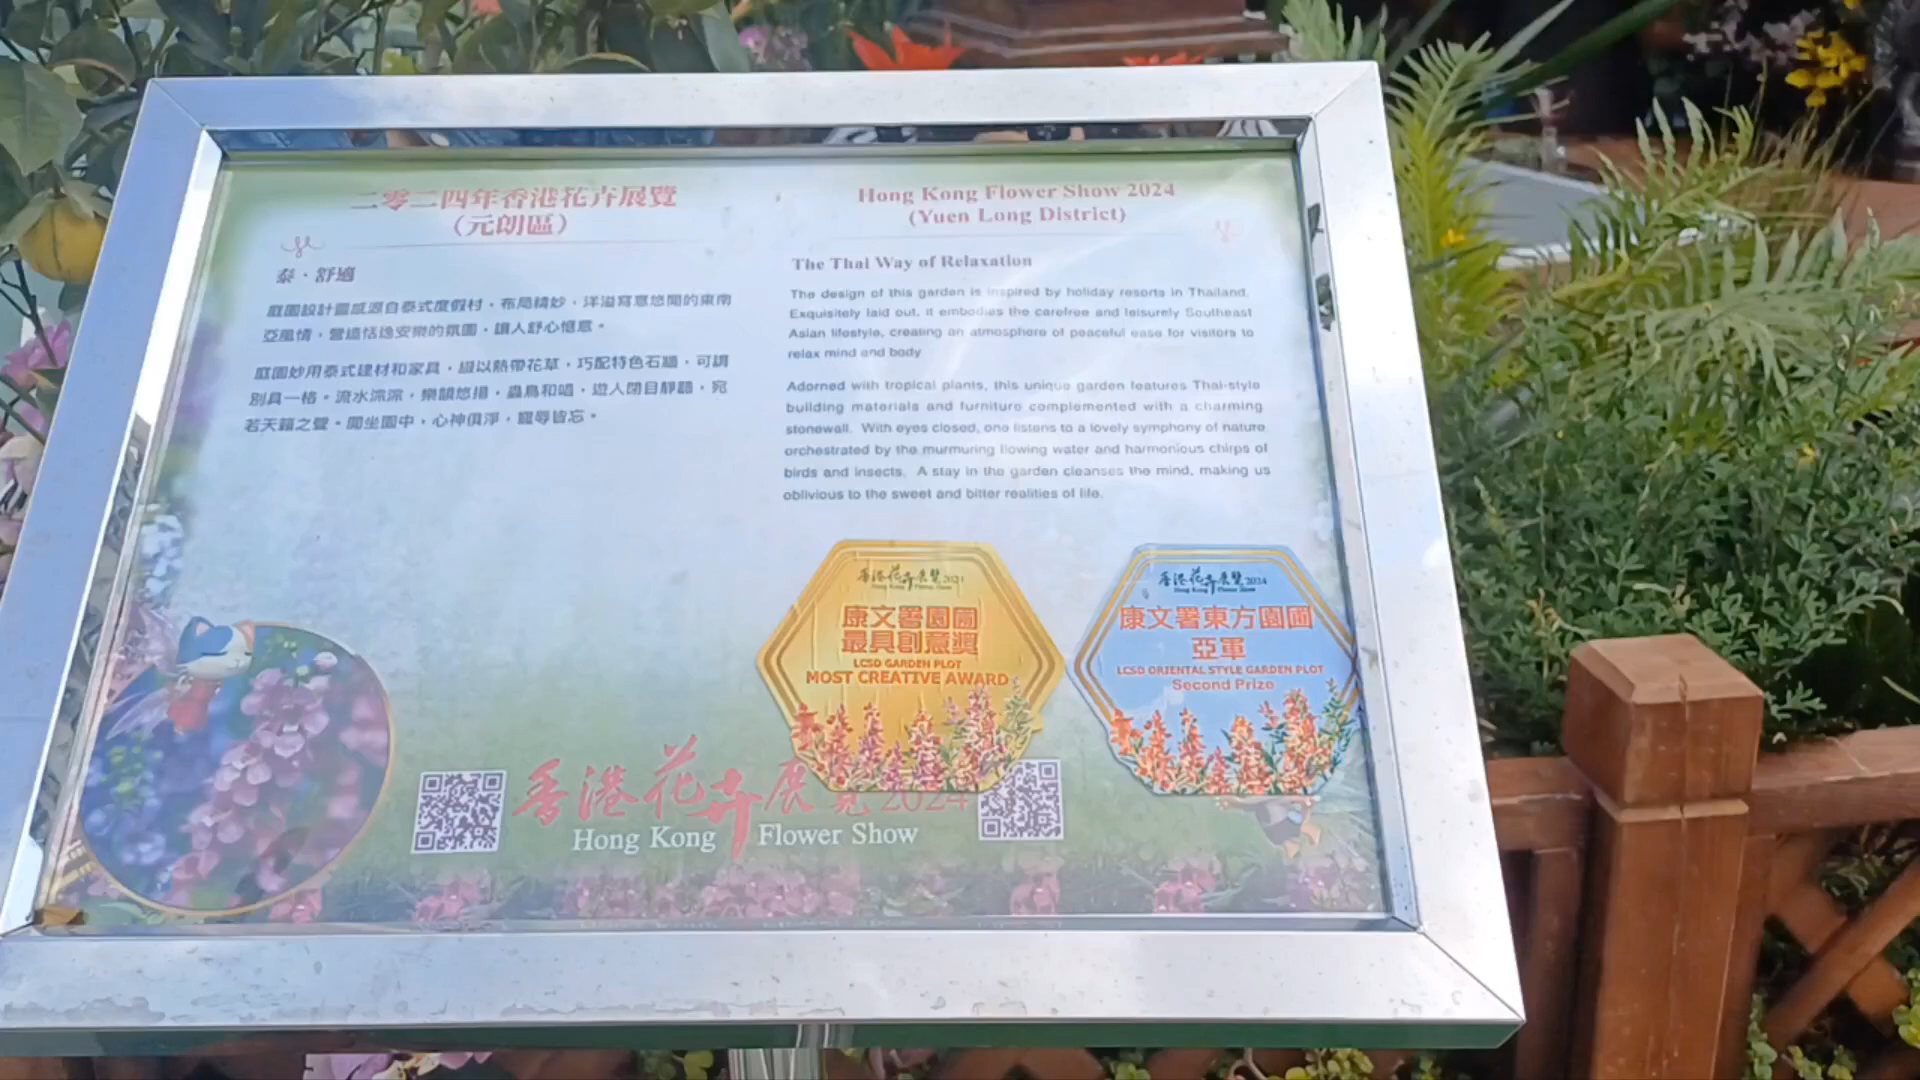 二零二四年香港花卉展覽
（元朗區）
泰．舒適
庭園設計靈感源自泰式度假村，布局精妙，洋溢寫意悠閒的東南
亞風情，營造恬逸安樂的氛圍，讓人舒心愜意。
庭園妙用泰式建材和家具，綴以熱帶花草，巧配特色石牆，可謂
別具一格。流水淙淙，樂韻悠揚，蟲鳥和唱，遊人閉目靜聽，宛
若天籟之聲。閒坐園中，心神俱淨，寵辱皆忘。
Hong Kong Flower Show 2024
(Yuen Long District)
The Thai Way of Relaxation
The design of this garden is inspired by holiday resorts in Thailand.
Exquisitely laid out, it embodies the carefree and leisurely Southeast
Asian lifestyle, creating an atmosphere of peaceful ease for visitors to
relax mind and body.
Adorned with tropical plants, this unique garden features Thai-style
building materials and furniture complemented with a charming
stonewall. With eyes closed, one listens to a lovely symphony of nature
orchestrated by the murmuring flowing water and harmonious chirps of
birds and insects. A stay in the garden cleanses the mind, making us
oblivious to the sweet and bitter realities of life.
香港花卉展覽 2024
Hong Kong Flower Show
康文署園圃
最具創意獎
LCSD GARDEN PLOT
MOST CREATIVE AWARD
香港花卉展覽 2024
Hong Kong Flower Show
康文署東方園圃
亞軍
LCSD ORIENTAL STYLE GARDEN PLOT
Second Prize
香港花卉展覽 2024
Hong Kong Flower Show